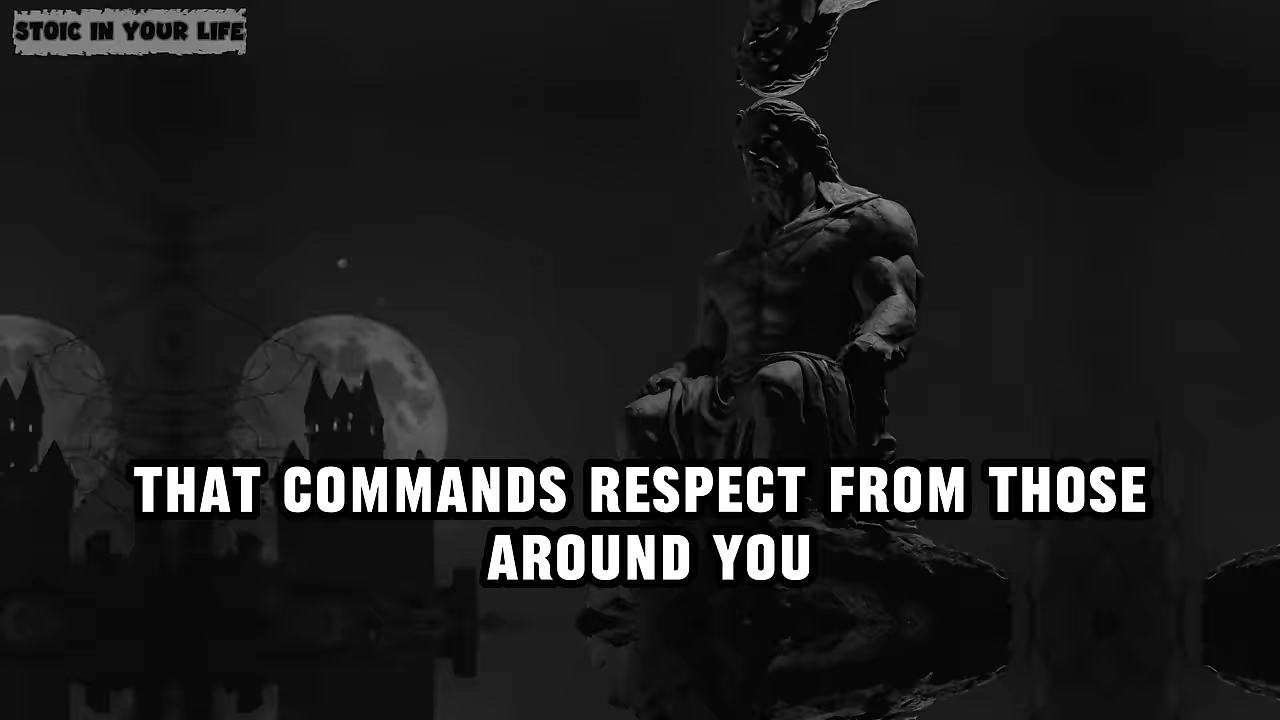 STOIC IN YOUR LIFE
THAT COMMANDS RESPECT FROM THOSE
AROUND YOU